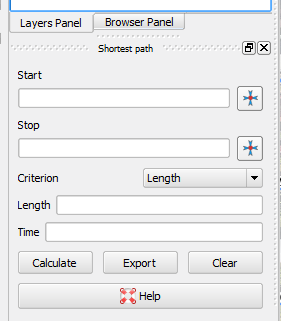 Layers Panel Browser Panel
Shortest path
Start
Stop
Criterion Length
Length
Time
Calculate Export Clear
Help